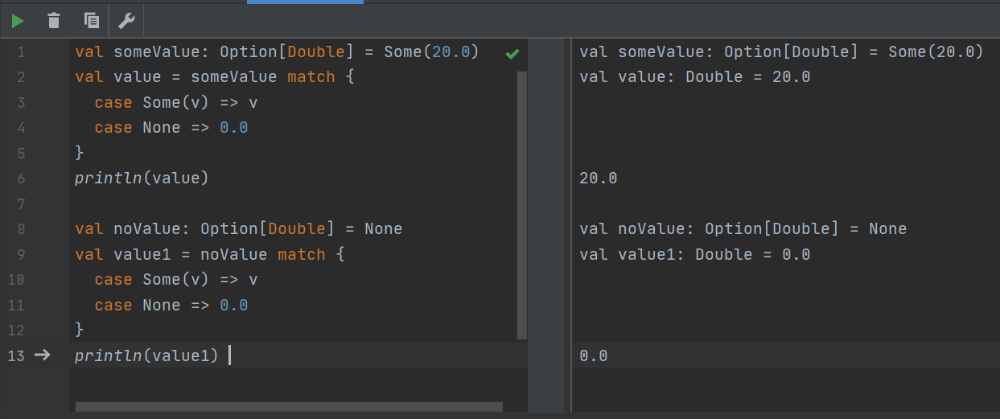 1 val someValue: Option[Double] = Some(20.0)
2 val value = someValue match {
3   case Some(v) => v
4   case None => 0.0
5 }
6 println(value)
7
8 val noValue: Option[Double] = None
9 val value1 = noValue match {
10   case Some(v) => v
11   case None => 0.0
12 }
13 println(value1)
val someValue: Option[Double] = Some(20.0)
val value: Double = 20.0
20.0
val noValue: Option[Double] = None
val value1: Double = 0.0
0.0